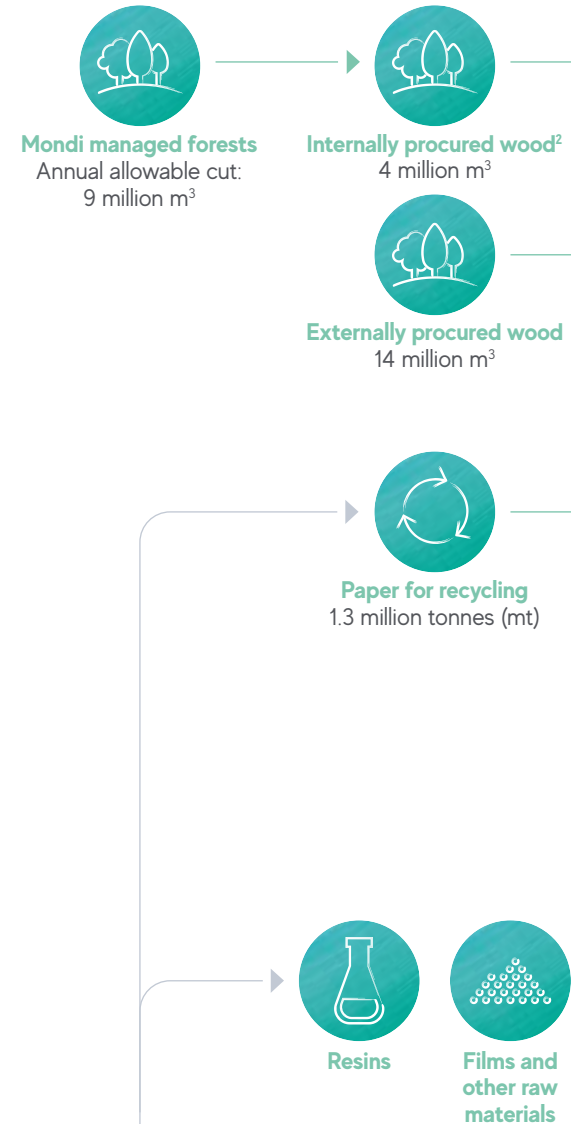 Mondi managed forests
Annual allowable cut:
9 million m³
Internally procured wood²
4 million m³
Externally procured wood
14 million m³
Paper for recycling
1.3 million tonnes (mt)
Resins
Films and
other raw
materials